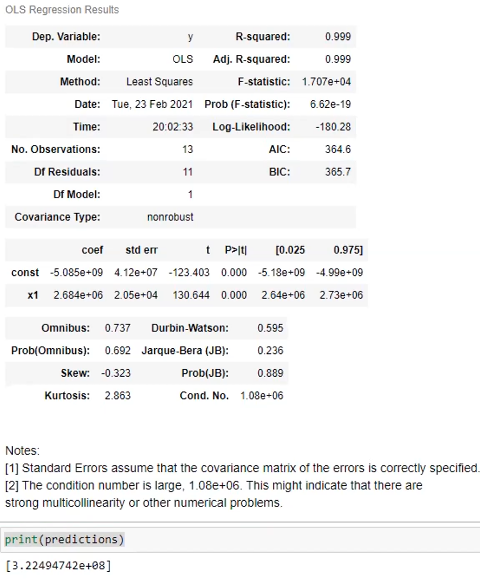 OLS Regression Results
Dep. Variable: y R-squared: 0.999
Model: OLS Adj. R-squared: 0.999
Method: Least Squares F-statistic: 1.707e+04
Date: Tue, 23 Feb 2021 Prob (F-statistic): 6.62e-19
Time: 20:02:33 Log-Likelihood: -180.28
No. Observations: 13 AIC: 364.6
Df Residuals: 11 BIC: 365.7
Df Model: 1
Covariance Type: nonrobust
coef std err t P>|t| [0.025 0.975]
const -5.085e+09 4.12e+07 -123.403 0.000 -5.18e+09 -4.99e+09
x1 2.684e+06 2.05e+04 130.644 0.000 2.64e+06 2.73e+06
Omnibus: 0.737 Durbin-Watson: 0.595
Prob(Omnibus): 0.692 Jarque-Bera (JB): 0.236
Skew: -0.323 Prob(JB): 0.889
Kurtosis: 2.863 Cond. No. 1.08e+06
Notes:
[1] Standard Errors assume that the covariance matrix of the errors is correctly specified.
[2] The condition number is large, 1.08e+06. This might indicate that there are
strong multicollinearity or other numerical problems.
print(predictions)
[3.22494742e+08]